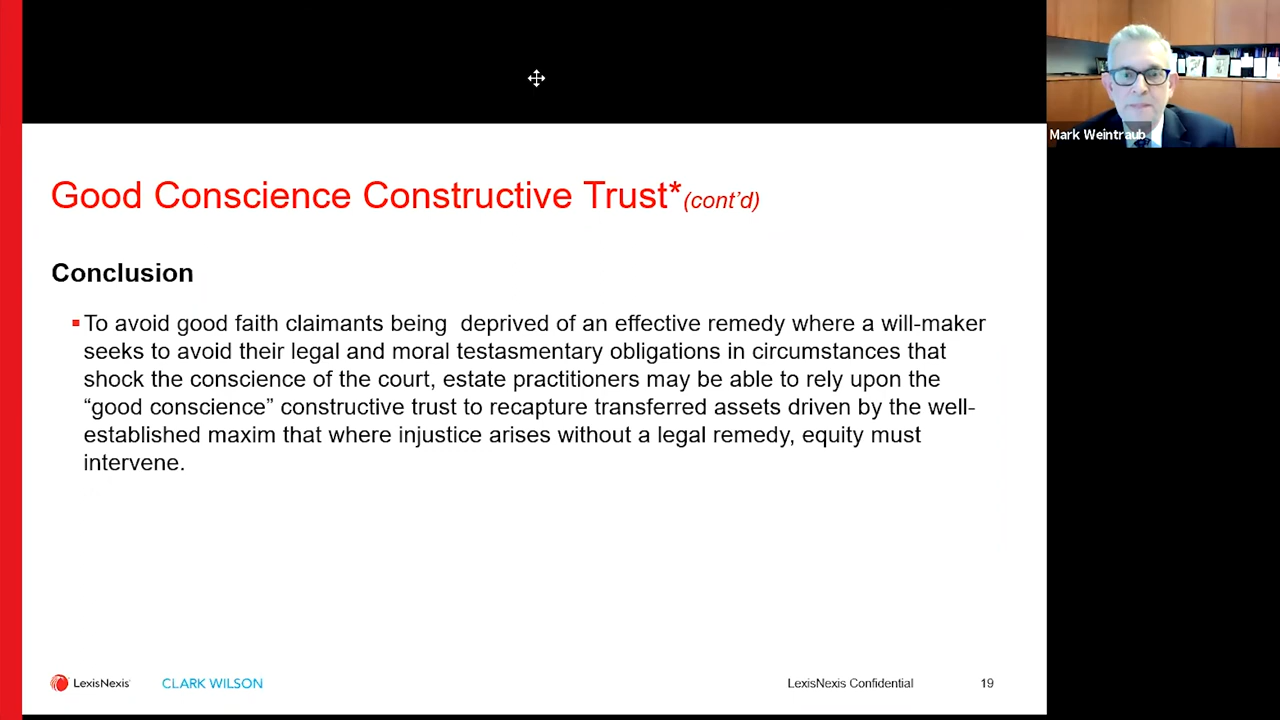 Mark Weintraub
Good Conscience Constructive Trust*(cont’d)
Conclusion
▪To avoid good faith claimants being  deprived of an effective remedy where a will-maker
seeks to avoid their legal and moral testasmentary obligations in circumstances that
shock the conscience of the court, estate practitioners may be able to rely upon the
“good conscience” constructive trust to recapture transferred assets driven by the well-
established maxim that where injustice arises without a legal remedy, equity must
intervene.
LexisNexis CLARK WILSON LexisNexis Confidential 19